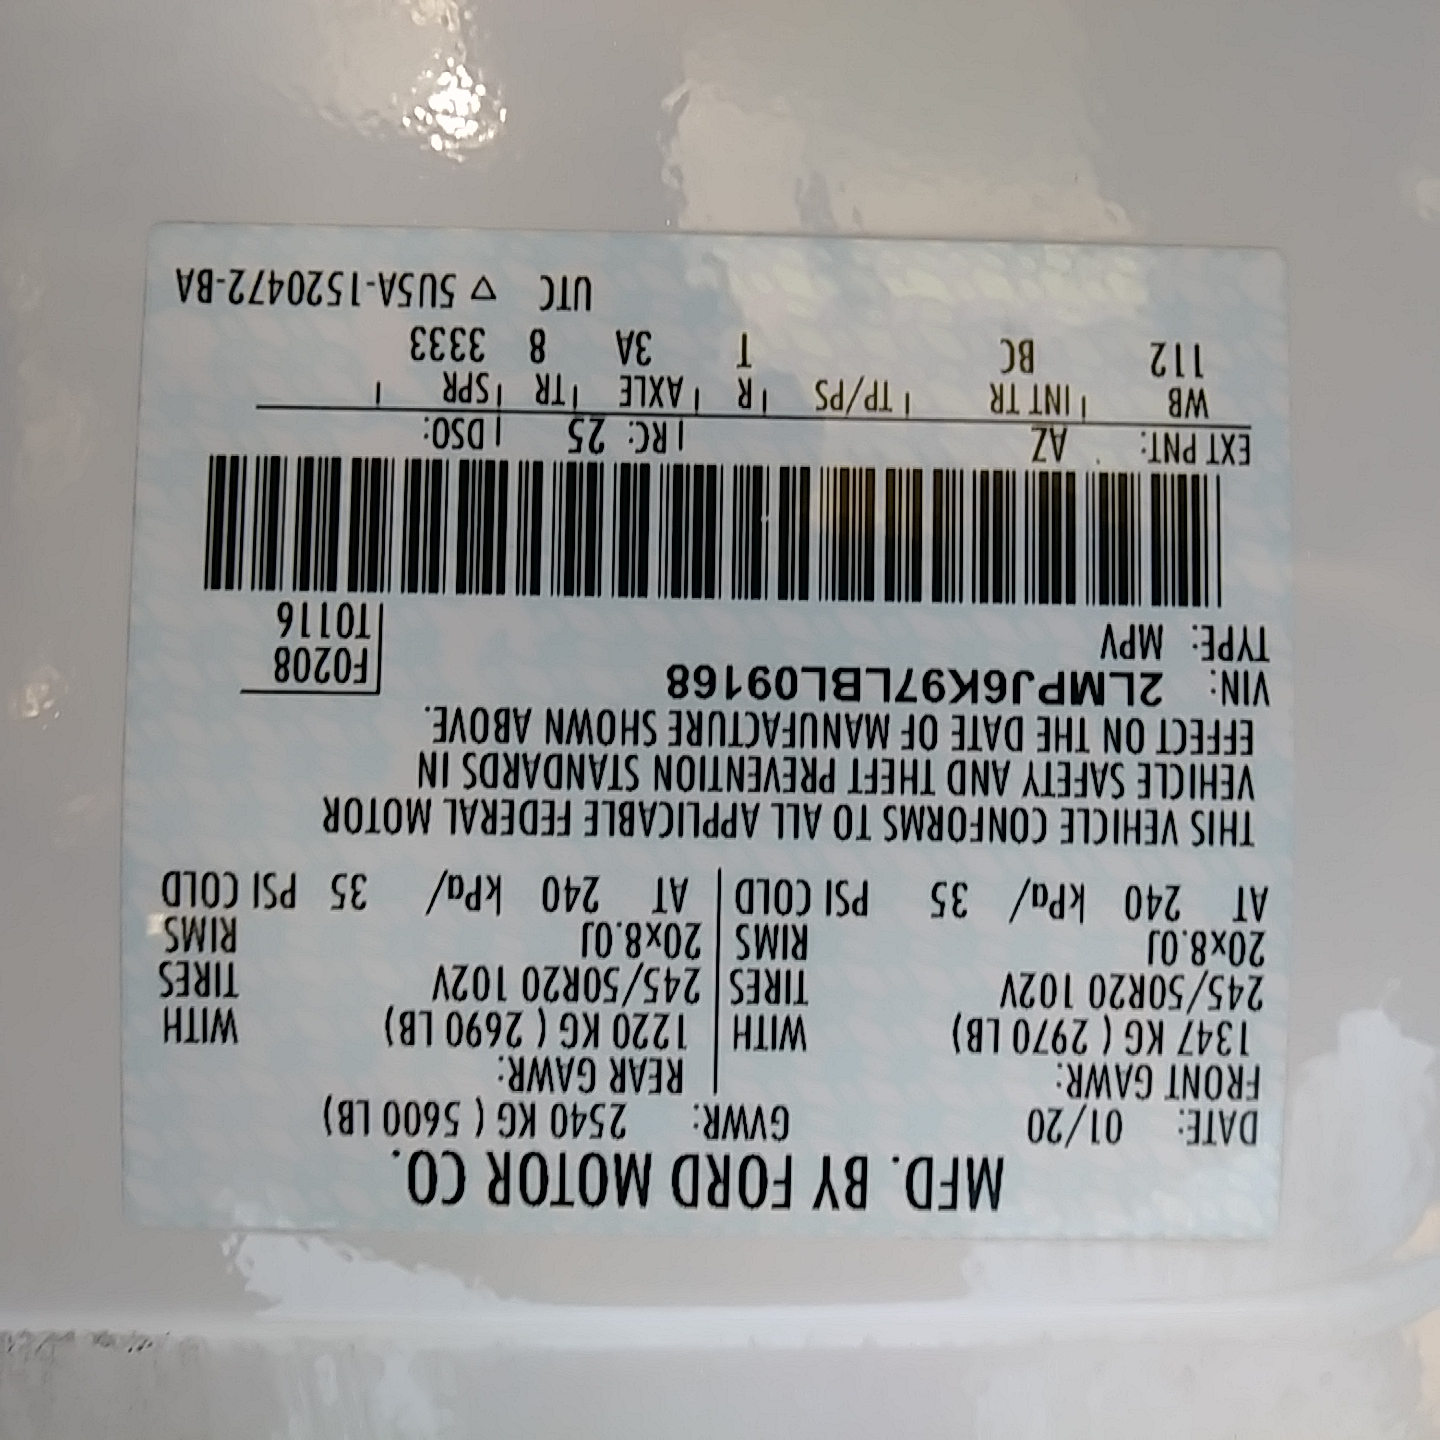 MFD. BY FORD MOTOR CO.
DATE: 01/20 GVWR: 2540 KG ( 5600 LB)
FRONT GAWR: REAR GAWR:
1347 KG ( 2970 LB) WITH 1220 KG ( 2690 LB) WITH
245/50R20 102V TIRES 245/50R20 102V TIRES
20x8.0J RIMS 20x8.0J RIMS
AT 240 kPa/ 35 PSI COLD AT 240 kPa/ 35 PSI COLD
THIS VEHICLE CONFORMS TO ALL APPLICABLE FEDERAL MOTOR
VEHICLE SAFETY AND THEFT PREVENTION STANDARDS IN
EFFECT ON THE DATE OF MANUFACTURE SHOWN ABOVE.
VIN: 2LMPJ6K97LBL09168 F0208
TYPE: MPV T0116
EXT PNT: AZ RC: 25 DSO:
WB INT TR TP/PS R AXLE TR SPR
112 BC T 3A 8 3333
UTC ▽ 5U5A-1520472-BA